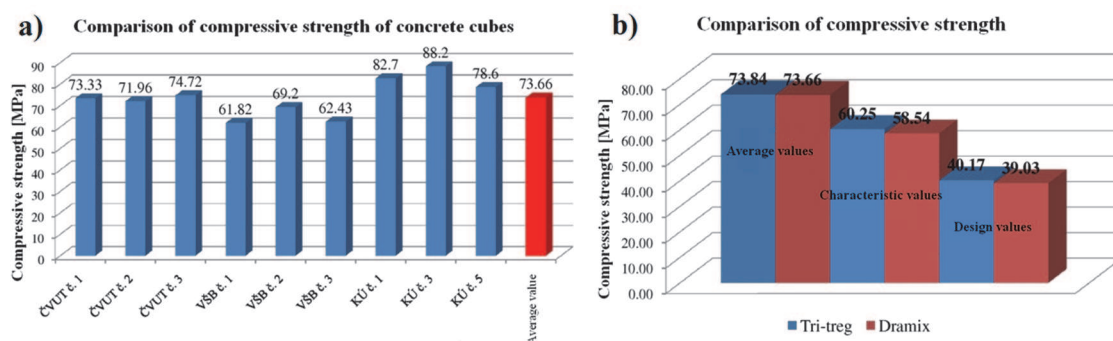 a)
Comparison of compressive strength of concrete cubes
Compressive strength [MPa]
90
80
70
60
50
40
30
20
10
0
73.33
71.96
74.72
61.82
69.2
62.43
82.7
88.2
78.6
73.66
ČVUT č. 1
ČVUT č. 2
ČVUT č. 3
VŠB č. 1
VŠB č. 2
VŠB č. 3
KÚ č. 1
KÚ č. 3
KÚ č. 5
Average value
b)
Comparison of compressive strength
Compressive strength [MPa]
80.00
70.00
60.00
50.00
40.00
30.00
20.00
10.00
0.00
73.84
73.66
60.25
58.54
40.17
39.03
Average values
Characteristic values
Design values
Tri-treg
Dramix